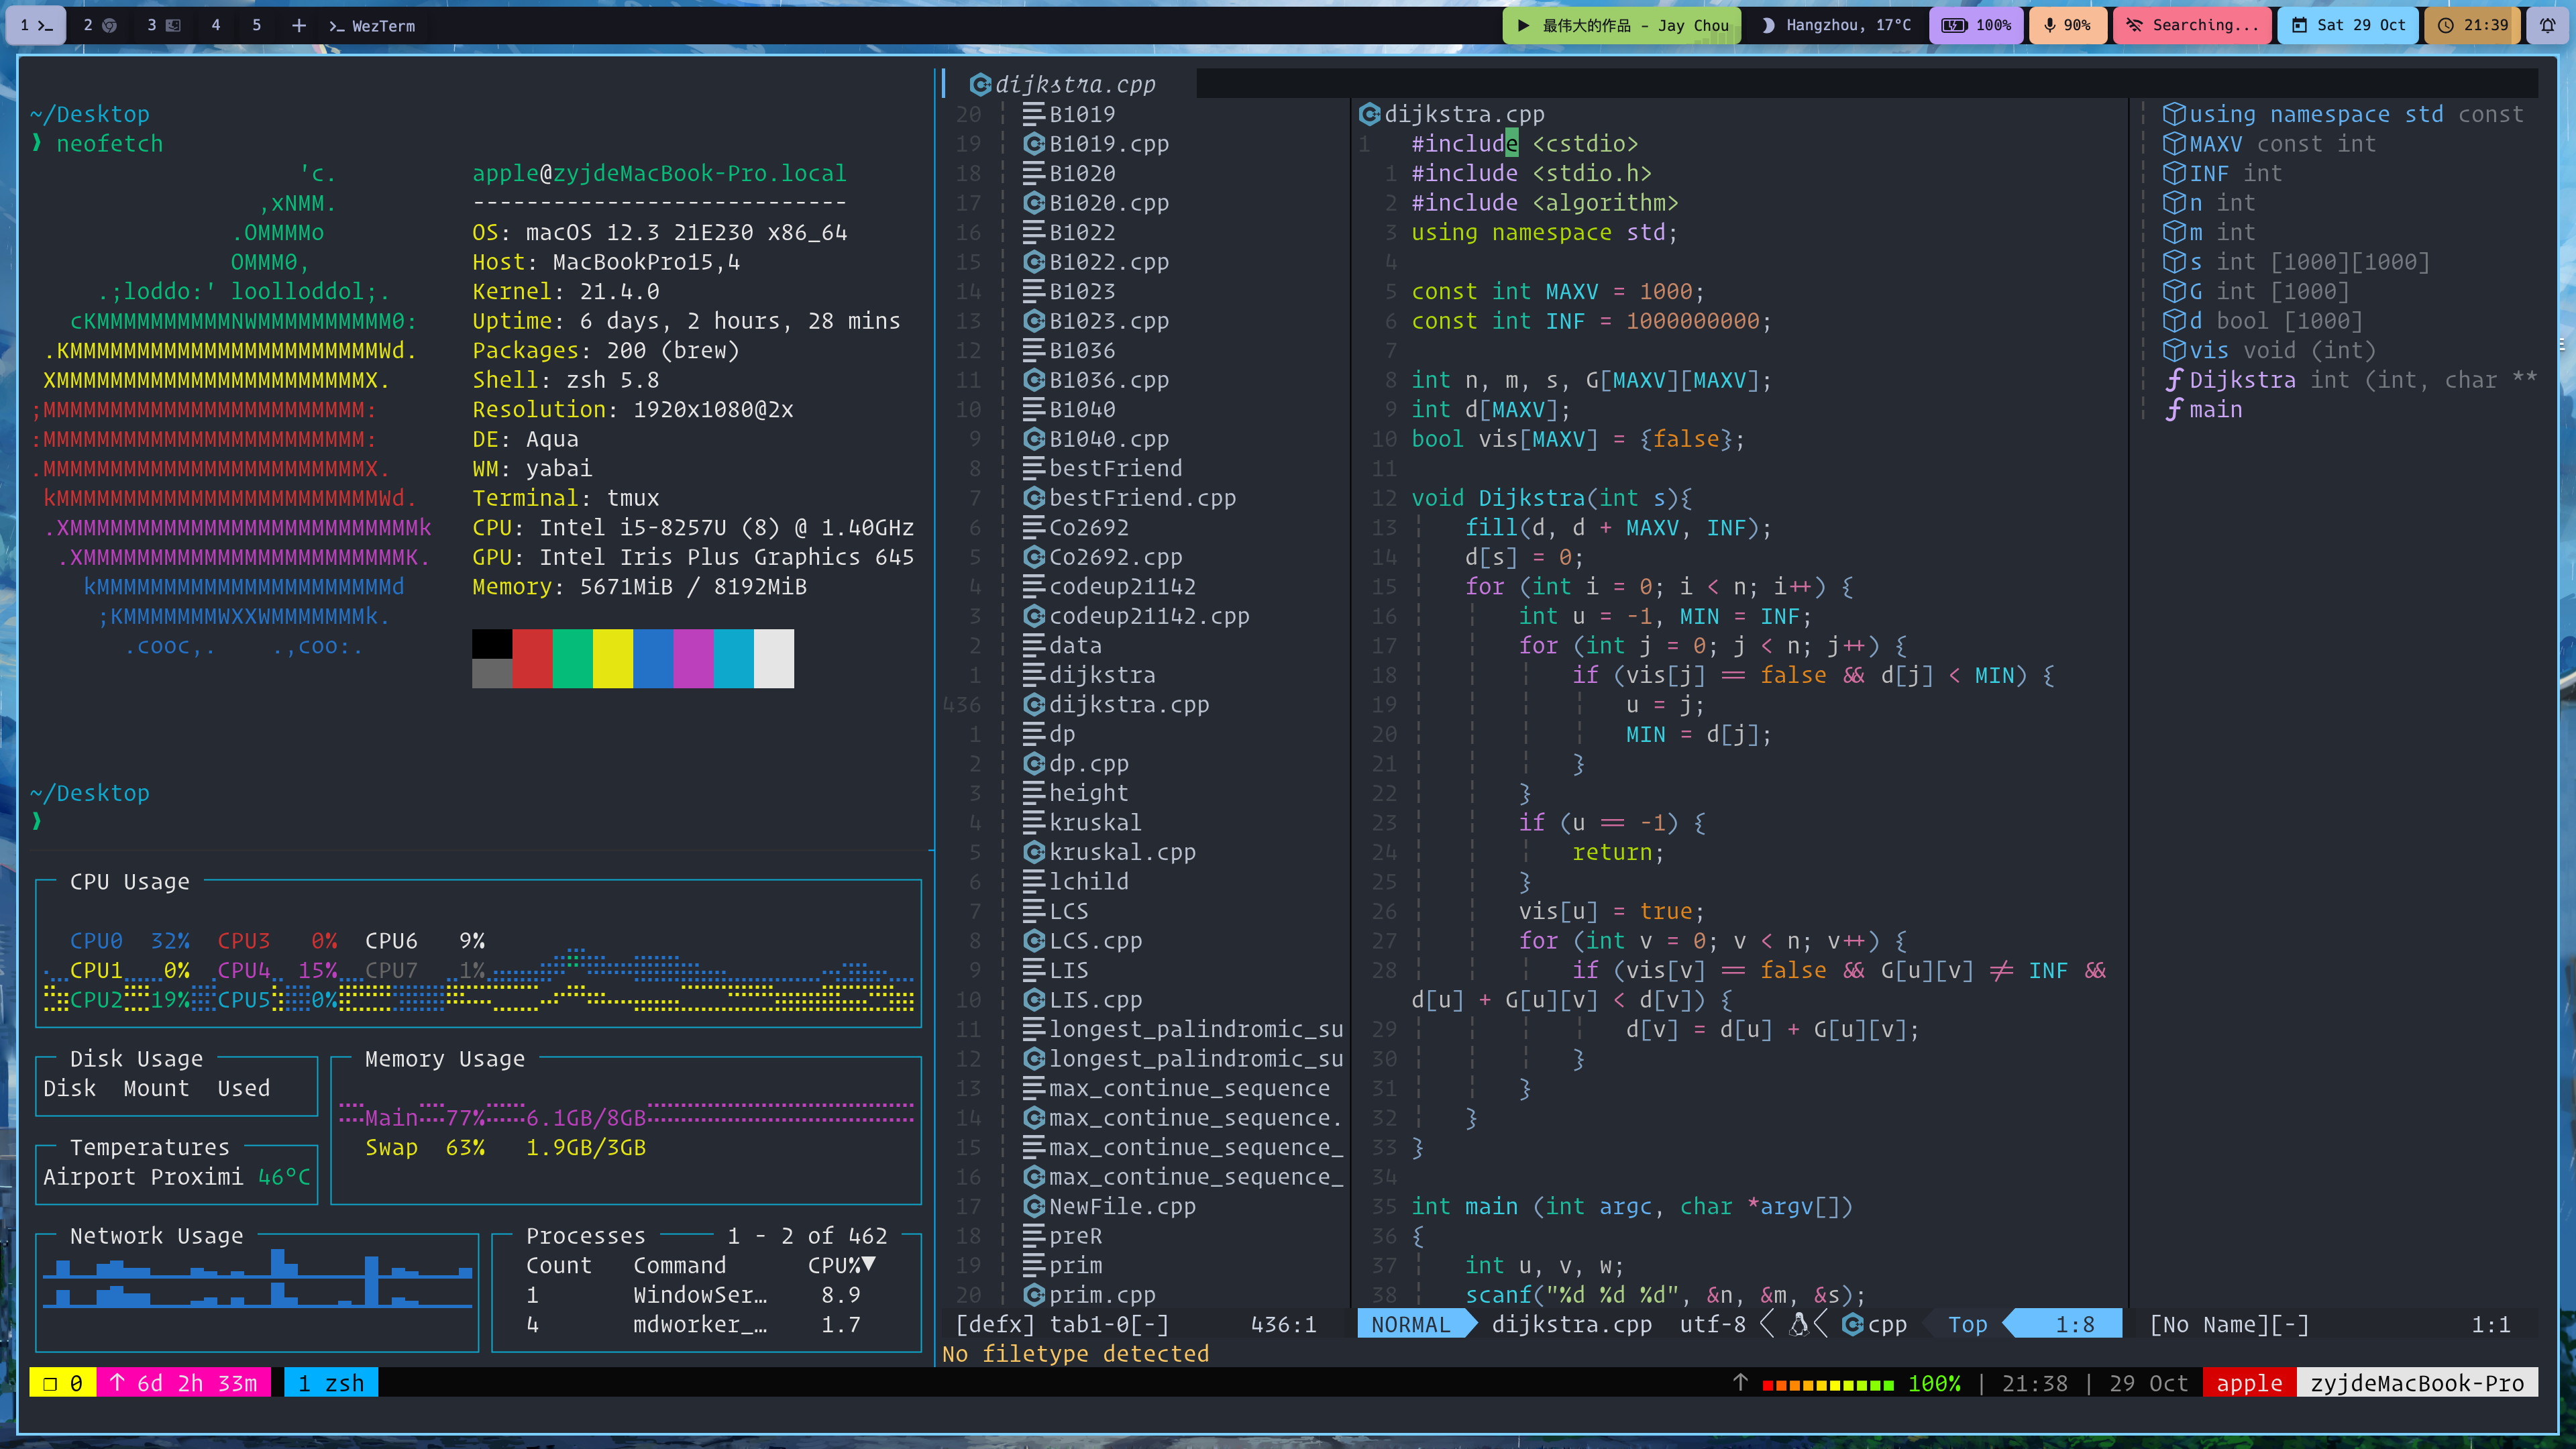 1 2 3 4 5 + WezTerm
最伟大的作品 - Jay Chou
Hangzhou, 17°C
100%
90%
Searching...
Sat 29 Oct
21:39
~/Desktop
❯ neofetch
'c.
,xNMM.
.OMMMMo
OMMM0,
.;loddo:' loolloddol;.
cKMMMMMMMMMMNWMMMMMMMMMM0:
.KMMMMMMMMMMMMMMMMMMMMMMMWd.
XMMMMMMMMMMMMMMMMMMMMMMMX.
;MMMMMMMMMMMMMMMMMMMMMMMM:
:MMMMMMMMMMMMMMMMMMMMMMMM:
.MMMMMMMMMMMMMMMMMMMMMMMMX.
kMMMMMMMMMMMMMMMMMMMMMMMMWd.
.XMMMMMMMMMMMMMMMMMMMMMMMMMMk
.XMMMMMMMMMMMMMMMMMMMMMMMMK.
kMMMMMMMMMMMMMMMMMMMMMMd
;KMMMMMMMWXXWMMMMMMMk.
.cooc,. .,coo:.
apple@zyjdeMacBook-Pro.local
----------------------------
OS: macOS 12.3 21E230 x86_64
Host: MacBookPro15,4
Kernel: 21.4.0
Uptime: 6 days, 2 hours, 28 mins
Packages: 200 (brew)
Shell: zsh 5.8
Resolution: 1920x1080@2x
DE: Aqua
WM: yabai
Terminal: tmux
CPU: Intel i5-8257U (8) @ 1.40GHz
GPU: Intel Iris Plus Graphics 645
Memory: 5671MiB / 8192MiB
~/Desktop
❯
CPU Usage
CPU0 32% CPU3 0% CPU6 9%
CPU1 0% CPU4 15% CPU7 1%
CPU2 19% CPU5 0%
Disk Usage
Disk Mount Used
Temperatures
Airport Proximi 46°C
Memory Usage
Main 77% 6.1GB/8GB
Swap 63% 1.9GB/3GB
Network Usage
Processes 1 - 2 of 462
Count Command CPU%▼
1 WindowSer… 8.9
4 mdworker_… 1.7
dijkstra.cpp
20 B1019
19 B1019.cpp
18 B1020
17 B1020.cpp
16 B1022
15 B1022.cpp
14 B1023
13 B1023.cpp
12 B1036
11 B1036.cpp
10 B1040
9 B1040.cpp
8 bestFriend
7 bestFriend.cpp
6 Co2692
5 Co2692.cpp
4 codeup21142
3 codeup21142.cpp
2 data
1 dijkstra
436 dijkstra.cpp
1 dp
2 dp.cpp
3 height
4 kruskal
5 kruskal.cpp
6 lchild
7 LCS
8 LCS.cpp
9 LIS
10 LIS.cpp
11 longest_palindromic_su
12 longest_palindromic_su
13 max_continue_sequence
14 max_continue_sequence.
15 max_continue_sequence_
16 max_continue_sequence_
17 NewFile.cpp
18 preR
19 prim
20 prim.cpp
[defx] tab1-0[-] 436:1
dijkstra.cpp
1 #include <cstdio>
1 #include <stdio.h>
2 #include <algorithm>
3 using namespace std;
4
5 const int MAXV = 1000;
6 const int INF = 1000000000;
7
8 int n, m, s, G[MAXV][MAXV];
9 int d[MAXV];
10 bool vis[MAXV] = {false};
11
12 void Dijkstra(int s){
13 fill(d, d + MAXV, INF);
14 d[s] = 0;
15 for (int i = 0; i < n; i++) {
16 int u = -1, MIN = INF;
17 for (int j = 0; j < n; j++) {
18 if (vis[j] == false && d[j] < MIN) {
19 u = j;
20 MIN = d[j];
21 }
22 }
23 if (u == -1) {
24 return;
25 }
26 vis[u] = true;
27 for (int v = 0; v < n; v++) {
28 if (vis[v] == false && G[u][v] != INF &&
d[u] + G[u][v] < d[v]) {
29 d[v] = d[u] + G[u][v];
30 }
31 }
32 }
33 }
34
35 int main (int argc, char *argv[])
36 {
37 int u, v, w;
38 scanf("%d %d %d", &n, &m, &s);
NORMAL dijkstra.cpp utf-8 cpp Top 1:8
using namespace std const
MAXV const int
INF int
n int
m int
s int [1000][1000]
G int [1000]
d bool [1000]
vis void (int)
Dijkstra int (int, char **
main
[No Name][-] 1:1
No filetype detected
❐ 0 ↑ 6d 2h 33m 1 zsh
↑ 100% | 21:38 | 29 Oct apple zyjdeMacBook-Pro